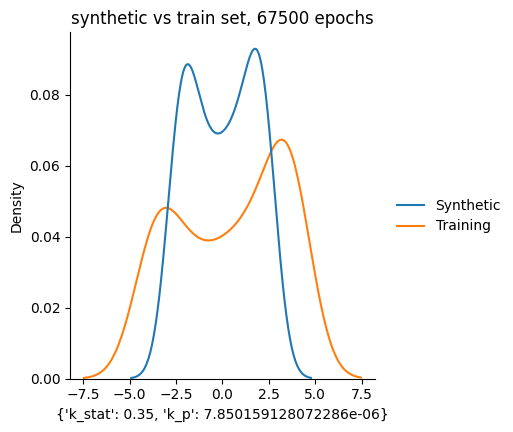 synthetic vs train set, 67500 epochs
0.08
0.06
0.04
0.02
0.00
Density
Synthetic
Training
−7.5 −5.0 −2.5 0.0 2.5 5.0 7.5
{'k_stat': 0.35, 'k_p': 7.850159128072286e-06}